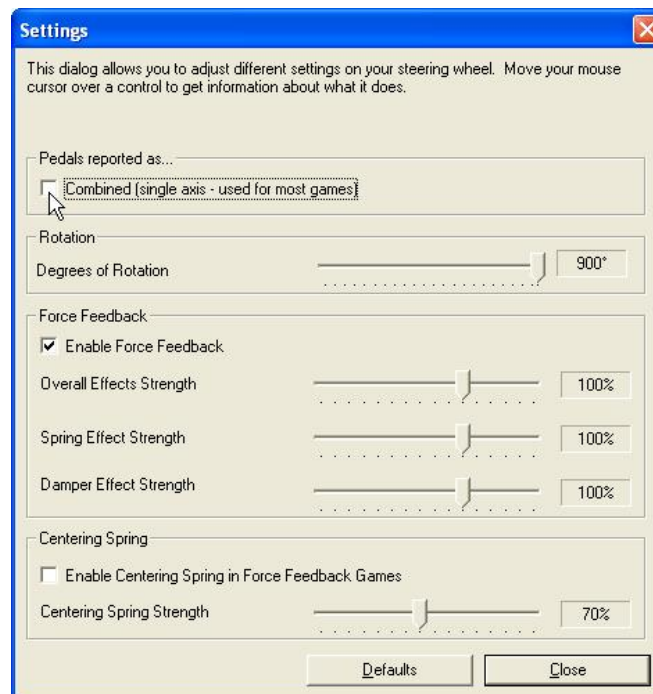 Settings
This dialog allows you to adjust different settings on your steering wheel. Move your mouse
cursor over a control to get information about what it does.
Pedals reported as...
Combined (single axis - used for most games)
Rotation
Degrees of Rotation 900°
Force Feedback
Enable Force Feedback
Overall Effects Strength 100%
Spring Effect Strength 100%
Damper Effect Strength 100%
Centering Spring
Enable Centering Spring in Force Feedback Games
Centering Spring Strength 70%
Defaults Close